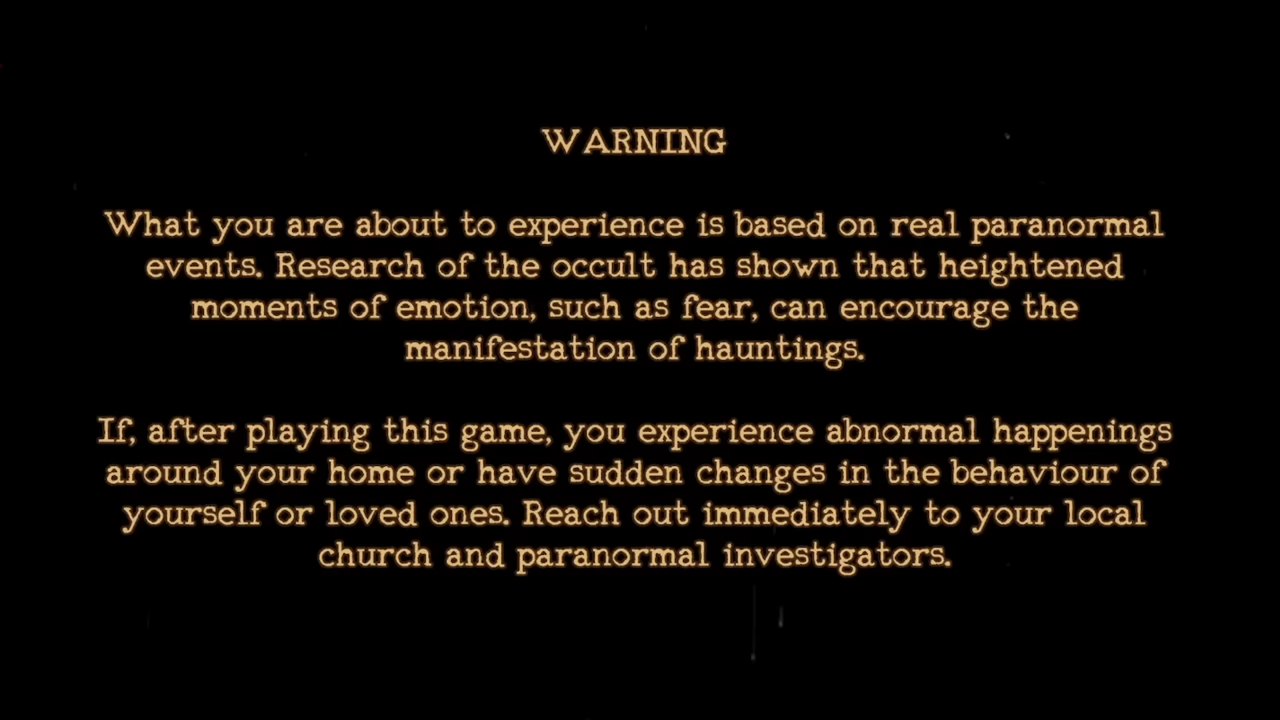 WARNING
What you are about to experience is based on real paranormal
events. Research of the occult has shown that heightened
moments of emotion, such as fear, can encourage the
manifestation of hauntings.
If, after playing this game, you experience abnormal happenings
around your home or have sudden changes in the behaviour of
yourself or loved ones. Reach out immediately to your local
church and paranormal investigators.